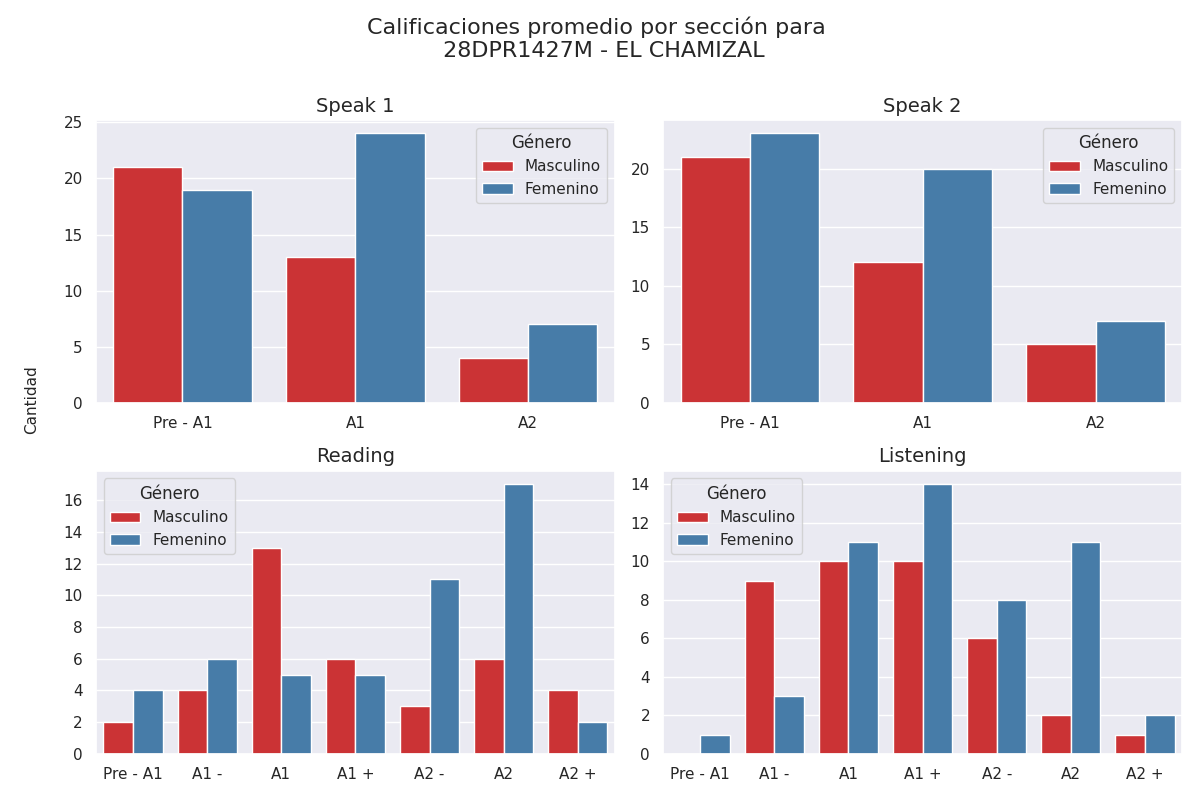 Calificaciones promedio por sección para
28DPR1427M - EL CHAMIZAL
Cantidad
Speak 1
25
20
15
10
5
0
Género
Masculino
Femenino
Pre - A1
A1
A2
Speak 2
20
15
10
5
0
Género
Masculino
Femenino
Pre - A1
A1
A2
Reading
16
14
12
10
8
6
4
2
0
Género
Masculino
Femenino
Pre - A1
A1 -
A1
A1 +
A2 -
A2
A2 +
Listening
14
12
10
8
6
4
2
0
Género
Masculino
Femenino
Pre - A1
A1 -
A1
A1 +
A2 -
A2
A2 +